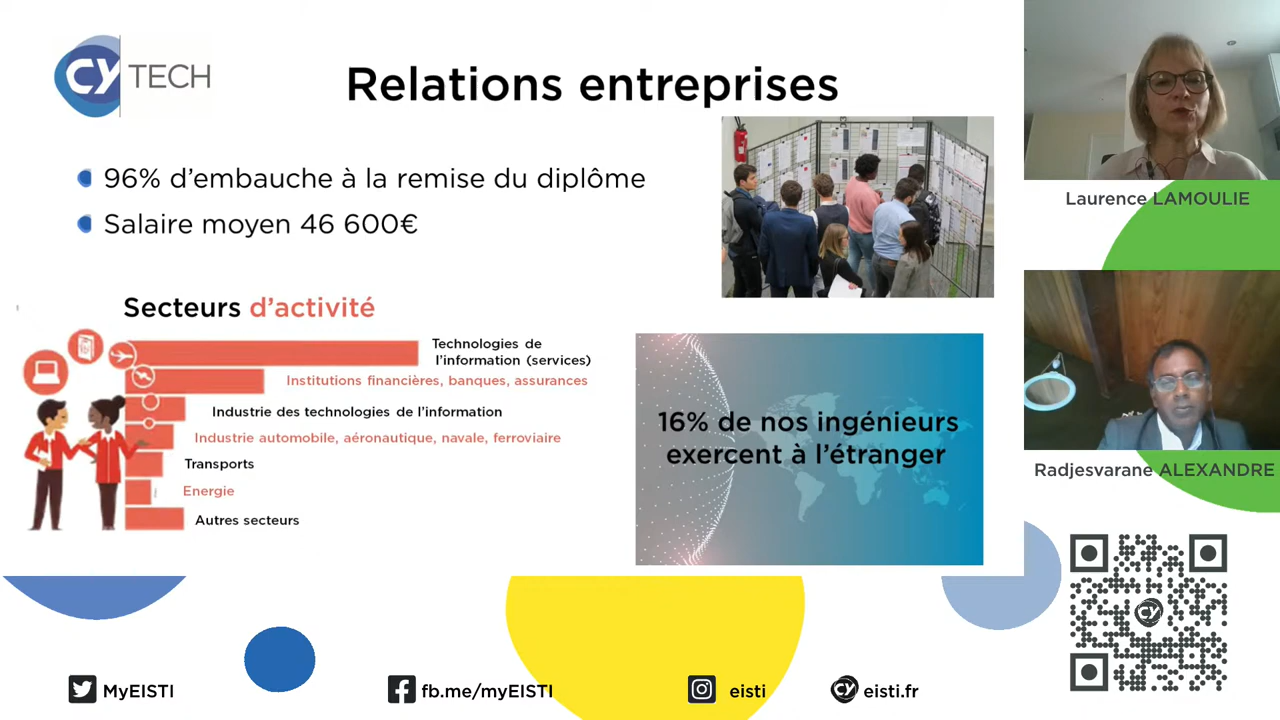 CY TECH
Relations entreprises
96% d'embauche à la remise du diplôme
Salaire moyen 46 600€
Secteurs d'activité
Technologies de
l'information (services)
Institutions financières, banques, assurances
Industrie des technologies de l'information
Industrie automobile, aéronautique, navale, ferroviaire
Transports
Energie
Autres secteurs
16% de nos ingénieurs
exercent à l'étranger
Laurence LAMOULIE
Radjesvarane ALEXANDRE
CY
MyEISTI
fb.me/myEISTI
eisti
CY
eisti.fr